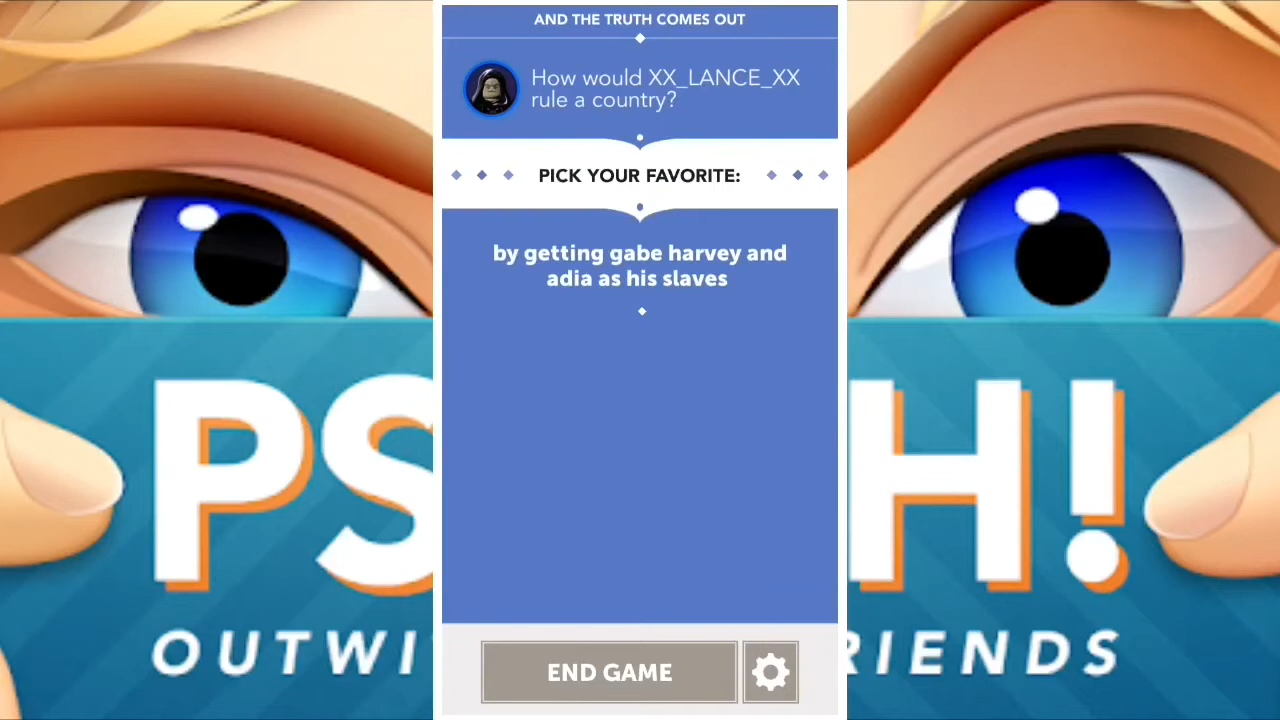 AND THE TRUTH COMES OUT
How would XX_LANCE_XX
rule a country?
PICK YOUR FAVORITE:
by getting gabe harvey and
adia as his slaves
END GAME
PS H!
OUTWI RIENDS